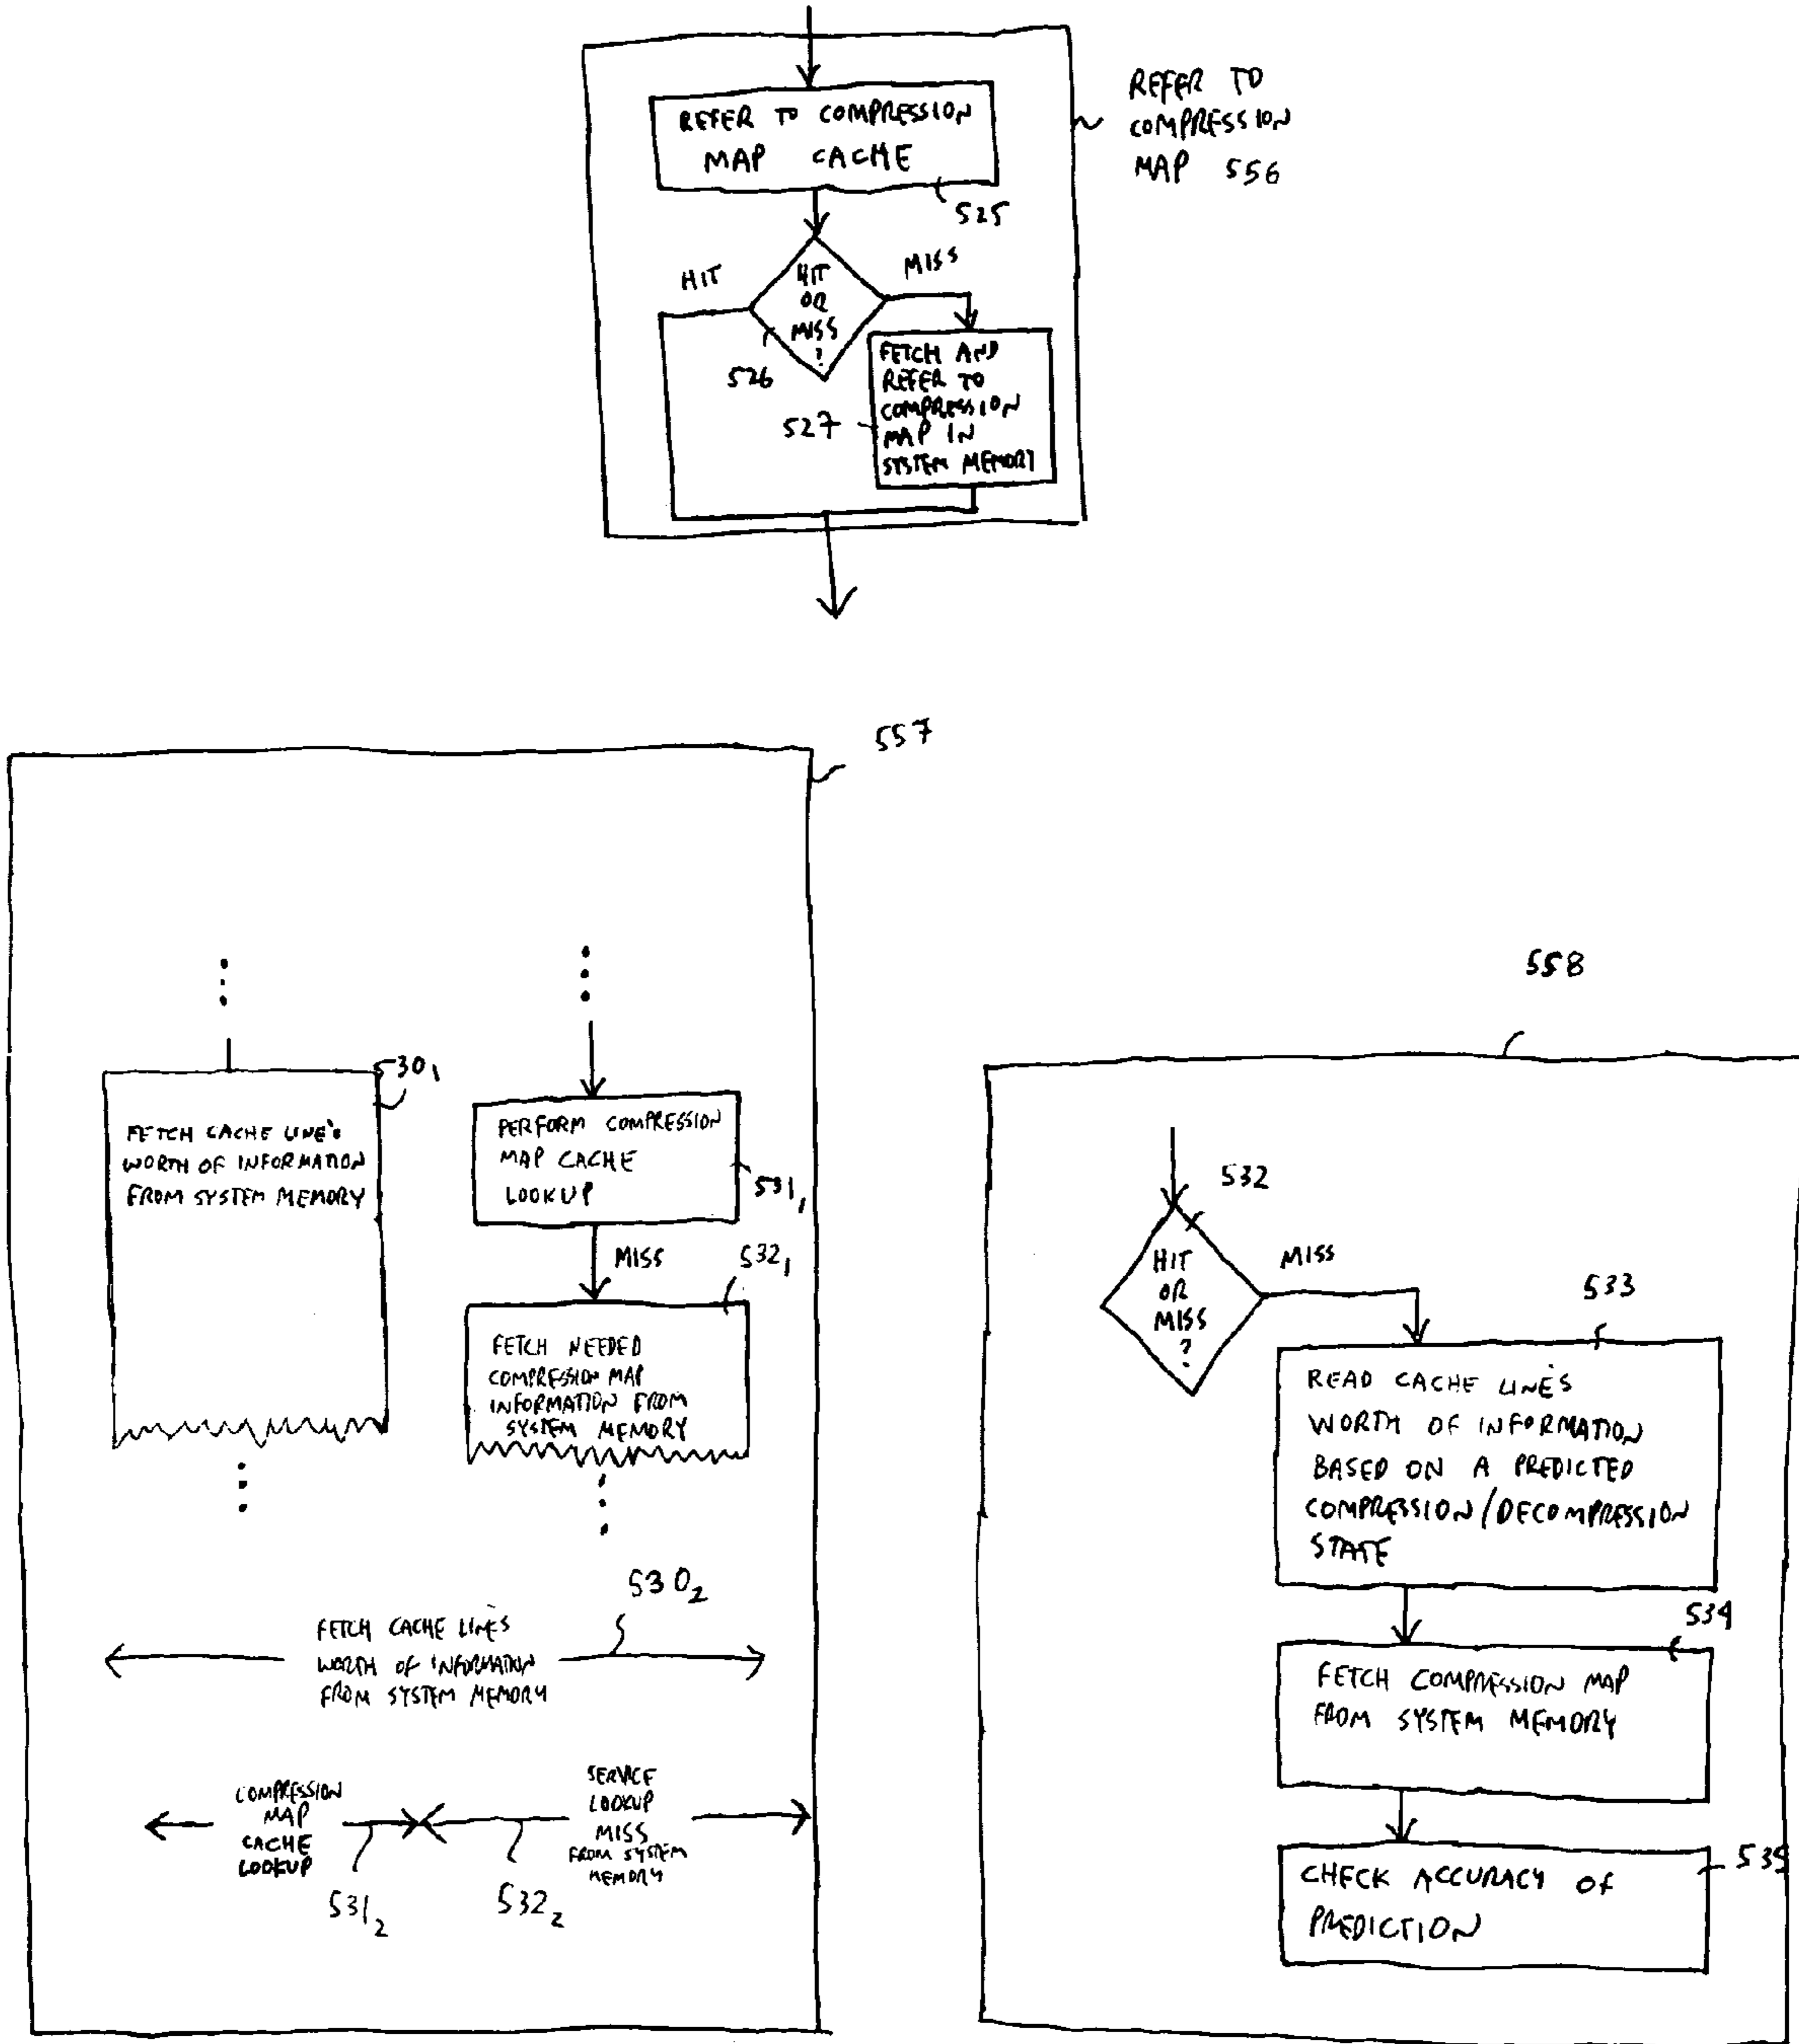 REFER TO COMPRESSION
MAP CACHE
525
REFER TO
COMPRESSION
MAP 556
HIT
HIT
OR
MISS
?
MISS
526
FETCH AND
REFER TO
COMPRESSION
MAP IN
SYSTEM MEMORY
527
557
530₁
FETCH CACHE LINE'S
WORTH OF INFORMATION
FROM SYSTEM MEMORY
PERFORM COMPRESSION
MAP CACHE
LOOKUP
531₁
MISS
532₁
FETCH NEEDED
COMPRESSION MAP
INFORMATION FROM
SYSTEM MEMORY
530₂
FETCH CACHE LINE'S
WORTH OF INFORMATION
FROM SYSTEM MEMORY
COMPRESSION
MAP
CACHE
LOOKUP
531₂
SERVICE
LOOKUP
MISS
FROM SYSTEM
MEMORY
532₂
558
532
HIT
OR
MISS
?
MISS
533
READ CACHE LINE'S
WORTH OF INFORMATION
BASED ON A PREDICTED
COMPRESSION/DECOMPRESSION
STATE
534
FETCH COMPRESSION MAP
FROM SYSTEM MEMORY
535
CHECK ACCURACY OF
PREDICTION